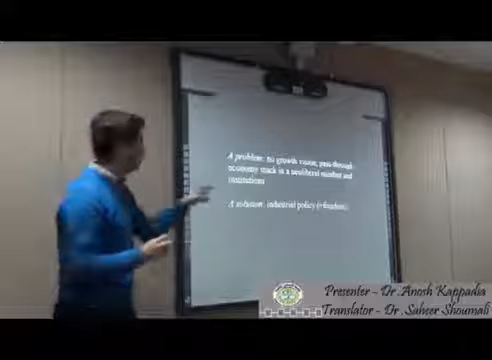 A problem: no growth vision, pass-through
economy stuck in a neoliberal mindset and
institutions
A solution: industrial policy (+freedom).
Presenter - Dr .Anosh Kappadia
Translator - Dr .Saheer Shoumali